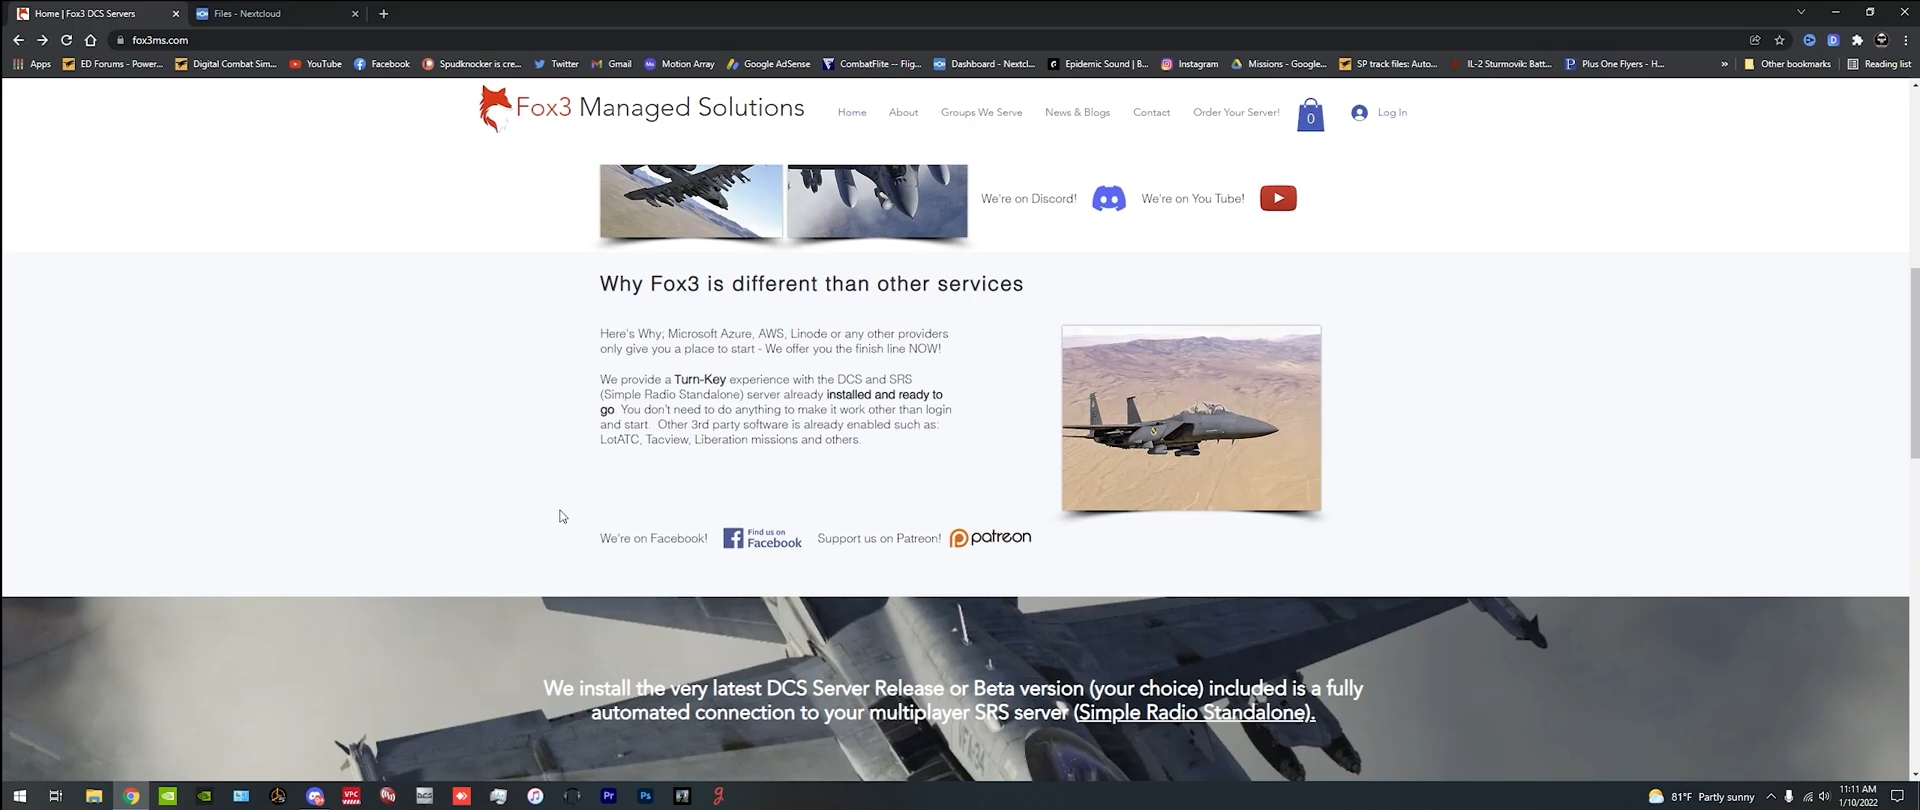 Home | Fox3 DCS Servers
Files - Nextcloud
fox3ms.com
Apps
ED Forums - Power...
Digital Combat Sim...
YouTube
Facebook
Spudknocker is cre...
Twitter
Gmail
Motion Array
Google AdSense
CombatFlite -- Flig...
Dashboard - Nextcl...
Epidemic Sound | B...
Instagram
Missions - Google...
SP track files: Auto...
IL-2 Sturmovik: Batt...
Plus One Flyers - H...
»
Other bookmarks
Reading list
Fox3 Managed Solutions
Home
About
Groups We Serve
News & Blogs
Contact
Order Your Server!
0
Log In
We're on Discord!
We're on You Tube!
Why Fox3 is different than other services
Here's Why; Microsoft Azure, AWS, Linode or any other providers
only give you a place to start - We offer you the finish line NOW!
We provide a Turn-Key experience with the DCS and SRS
(Simple Radio Standalone) server already installed and ready to
go. You don't need to do anything to make it work other than login
and start. Other 3rd party software is already enabled such as:
LotATC, Tacview, Liberation missions and others.
We're on Facebook!
Find us on
Facebook
Support us on Patreon!
patreon
We install the very latest DCS Server Release or Beta version (your choice) included is a fully
automated connection to your multiplayer SRS server (Simple Radio Standalone).
VPC
DCS
Pr
Ps
81°F Partly sunny
11:11 AM
1/10/2022